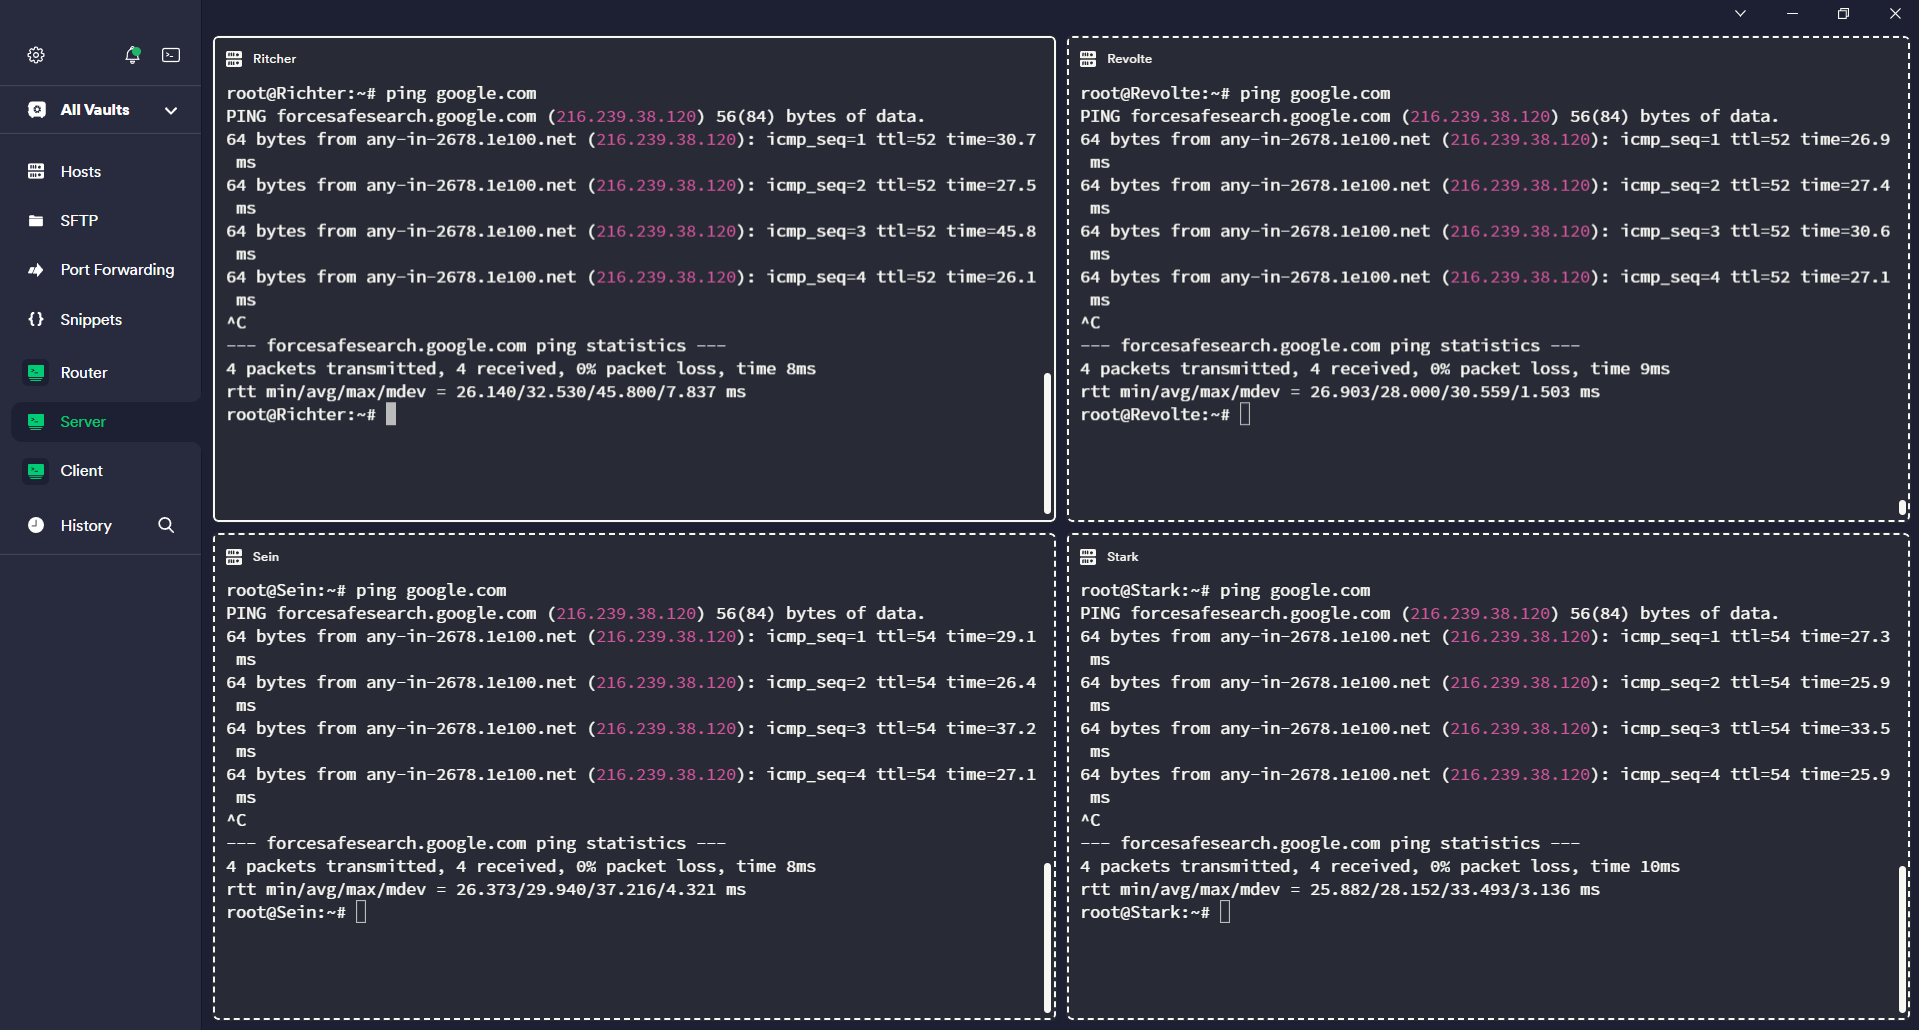 All Vaults
Hosts
SFTP
Port Forwarding
Snippets
Router
Server
Client
History
Ritcher
root@Richter:~# ping google.com
PING forcesafesearch.google.com (216.239.38.120) 56(84) bytes of data.
64 bytes from any-in-2678.1e100.net (216.239.38.120): icmp_seq=1 ttl=52 time=30.7
ms
64 bytes from any-in-2678.1e100.net (216.239.38.120): icmp_seq=2 ttl=52 time=27.5
ms
64 bytes from any-in-2678.1e100.net (216.239.38.120): icmp_seq=3 ttl=52 time=45.8
ms
64 bytes from any-in-2678.1e100.net (216.239.38.120): icmp_seq=4 ttl=52 time=26.1
ms
^C
--- forcesafesearch.google.com ping statistics ---
4 packets transmitted, 4 received, 0% packet loss, time 8ms
rtt min/avg/max/mdev = 26.140/32.530/45.800/7.837 ms
root@Richter:~#
Revolte
root@Revolte:~# ping google.com
PING forcesafesearch.google.com (216.239.38.120) 56(84) bytes of data.
64 bytes from any-in-2678.1e100.net (216.239.38.120): icmp_seq=1 ttl=52 time=26.9
ms
64 bytes from any-in-2678.1e100.net (216.239.38.120): icmp_seq=2 ttl=52 time=27.4
ms
64 bytes from any-in-2678.1e100.net (216.239.38.120): icmp_seq=3 ttl=52 time=30.6
ms
64 bytes from any-in-2678.1e100.net (216.239.38.120): icmp_seq=4 ttl=52 time=27.1
ms
^C
--- forcesafesearch.google.com ping statistics ---
4 packets transmitted, 4 received, 0% packet loss, time 9ms
rtt min/avg/max/mdev = 26.903/28.000/30.559/1.503 ms
root@Revolte:~#
Sein
root@Sein:~# ping google.com
PING forcesafesearch.google.com (216.239.38.120) 56(84) bytes of data.
64 bytes from any-in-2678.1e100.net (216.239.38.120): icmp_seq=1 ttl=54 time=29.1
ms
64 bytes from any-in-2678.1e100.net (216.239.38.120): icmp_seq=2 ttl=54 time=26.4
ms
64 bytes from any-in-2678.1e100.net (216.239.38.120): icmp_seq=3 ttl=54 time=37.2
ms
64 bytes from any-in-2678.1e100.net (216.239.38.120): icmp_seq=4 ttl=54 time=27.1
ms
^C
--- forcesafesearch.google.com ping statistics ---
4 packets transmitted, 4 received, 0% packet loss, time 8ms
rtt min/avg/max/mdev = 26.373/29.940/37.216/4.321 ms
root@Sein:~#
Stark
root@Stark:~# ping google.com
PING forcesafesearch.google.com (216.239.38.120) 56(84) bytes of data.
64 bytes from any-in-2678.1e100.net (216.239.38.120): icmp_seq=1 ttl=54 time=27.3
ms
64 bytes from any-in-2678.1e100.net (216.239.38.120): icmp_seq=2 ttl=54 time=25.9
ms
64 bytes from any-in-2678.1e100.net (216.239.38.120): icmp_seq=3 ttl=54 time=33.5
ms
64 bytes from any-in-2678.1e100.net (216.239.38.120): icmp_seq=4 ttl=54 time=25.9
ms
^C
--- forcesafesearch.google.com ping statistics ---
4 packets transmitted, 4 received, 0% packet loss, time 10ms
rtt min/avg/max/mdev = 25.882/28.152/33.493/3.136 ms
root@Stark:~#